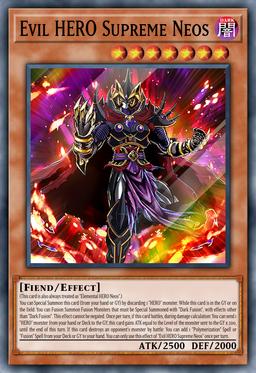 Evil HERO Supreme Neos
DARK
闇
[FIEND/EFFECT]
(This card is also always treated as "Elemental HERO Neos".)
You can Special Summon this card (from your hand or GY) by discarding 1 "HERO" monster. While this card is in the GY or on
the field: You can Fusion Summon Fusion Monsters that must be Special Summoned with "Dark Fusion", with effects other
than "Dark Fusion". This effect cannot be negated. Once per turn, if this card battles, during damage calculation: You can send 1
"HERO" monster from your hand or Deck to the GY; this card gains ATK equal to the Level of the monster sent to the GY x 200,
until the end of this turn. If this card destroys an opponent's monster by battle: You can add 1 "Polymerization" Spell or
"Fusion" Spell from your Deck or GY to your hand. You can only use this effect of "Evil HERO Supreme Neos" once per turn.
ATK/2500 DEF/2000